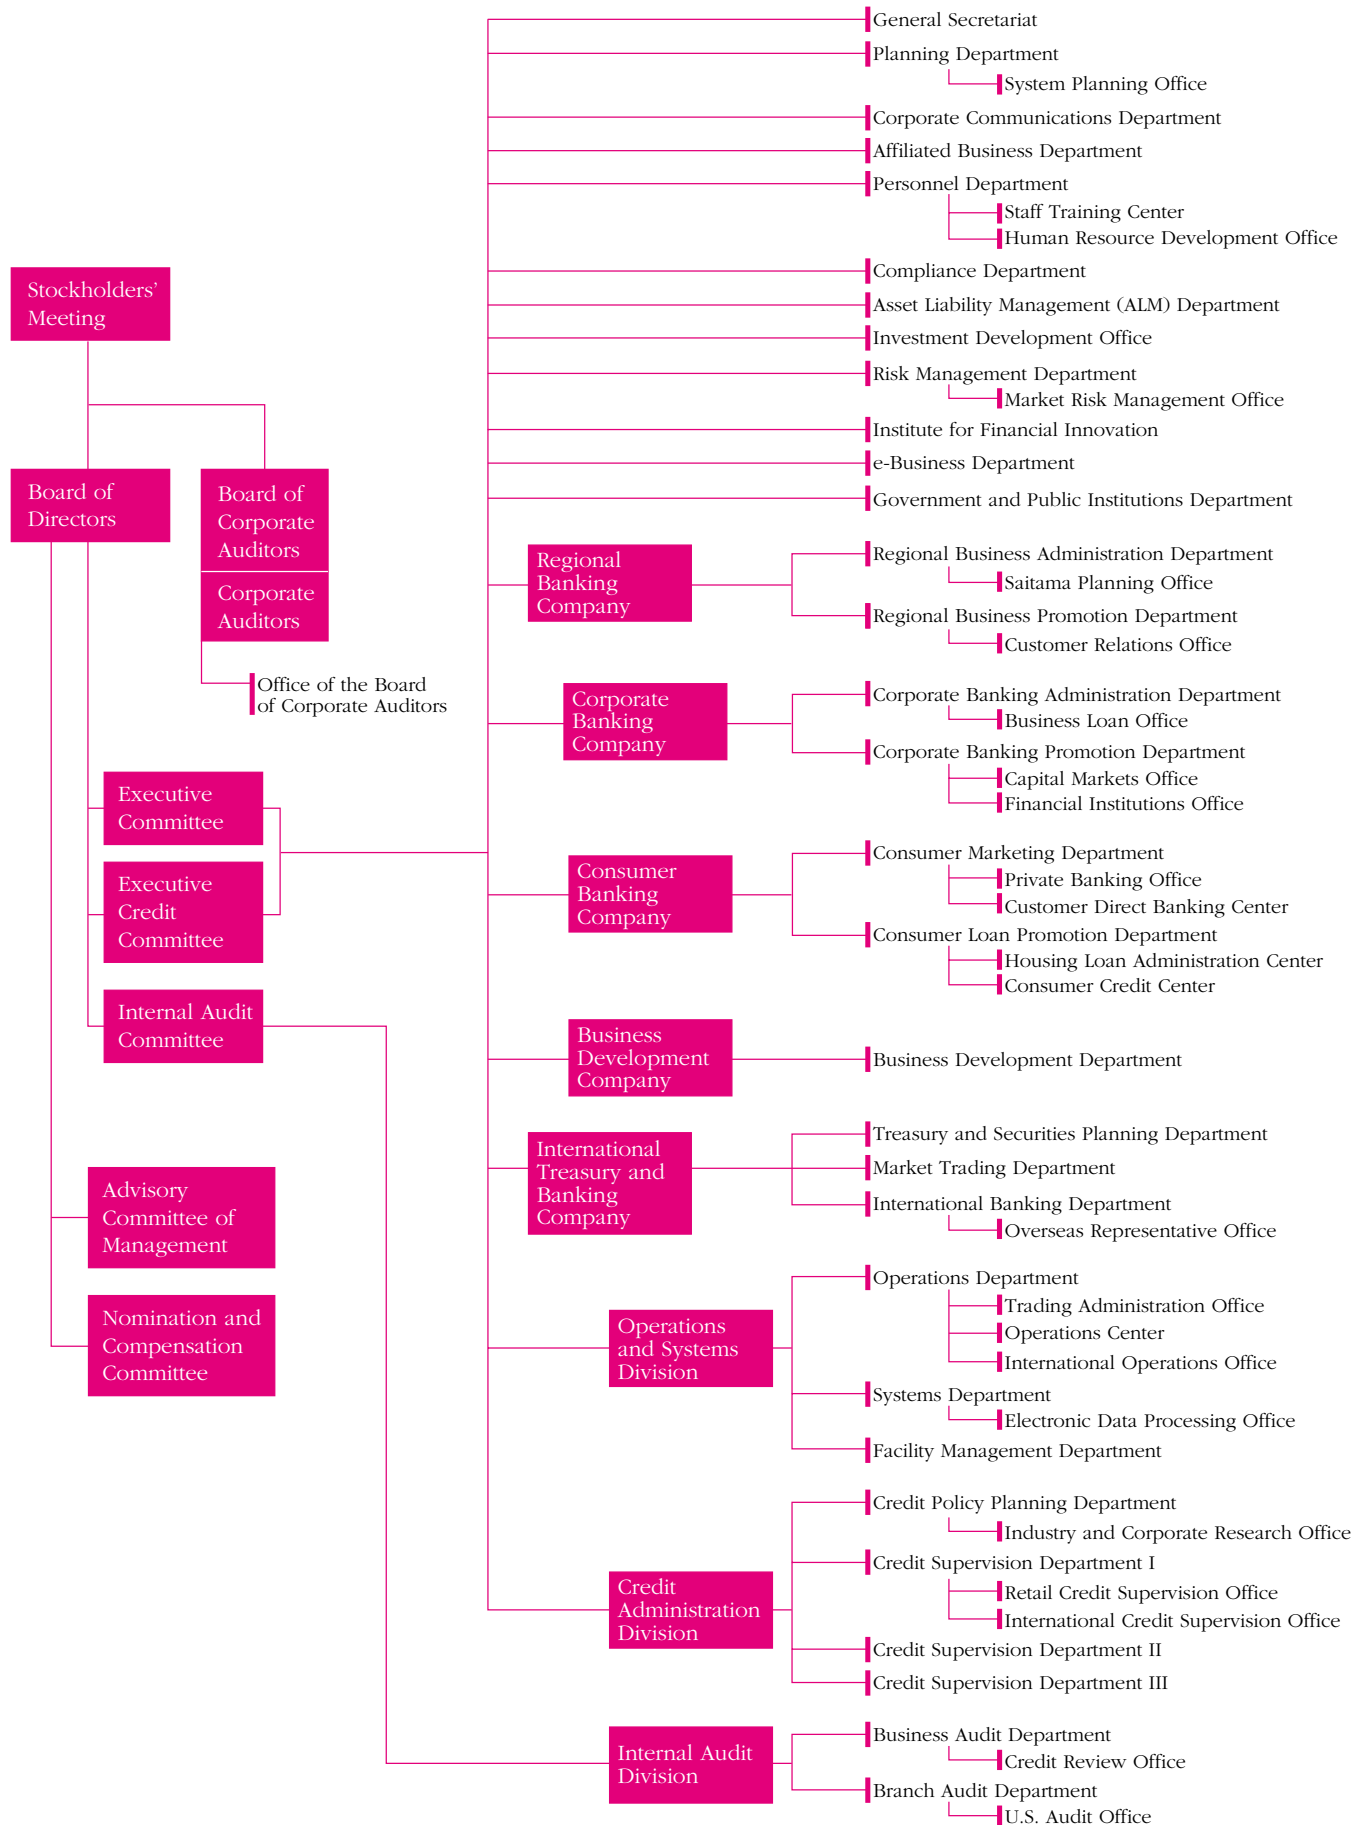 Stockholders'
Meeting
Board of
Directors
Board of
Corporate
Auditors
Corporate
Auditors
Office of the Board
of Corporate Auditors
Executive
Committee
Executive
Credit
Committee
Internal Audit
Committee
Advisory
Committee of
Management
Nomination and
Compensation
Committee
General Secretariat
Planning Department
System Planning Office
Corporate Communications Department
Affiliated Business Department
Personnel Department
Staff Training Center
Human Resource Development Office
Compliance Department
Asset Liability Management (ALM) Department
Investment Development Office
Risk Management Department
Market Risk Management Office
Institute for Financial Innovation
e-Business Department
Government and Public Institutions Department
Regional
Banking
Company
Regional Business Administration Department
Saitama Planning Office
Regional Business Promotion Department
Customer Relations Office
Corporate
Banking
Company
Corporate Banking Administration Department
Business Loan Office
Corporate Banking Promotion Department
Capital Markets Office
Financial Institutions Office
Consumer
Banking
Company
Consumer Marketing Department
Private Banking Office
Customer Direct Banking Center
Consumer Loan Promotion Department
Housing Loan Administration Center
Consumer Credit Center
Business
Development
Company
Business Development Department
International
Treasury and
Banking
Company
Treasury and Securities Planning Department
Market Trading Department
International Banking Department
Overseas Representative Office
Operations
and Systems
Division
Operations Department
Trading Administration Office
Operations Center
International Operations Office
Systems Department
Electronic Data Processing Office
Facility Management Department
Credit
Administration
Division
Credit Policy Planning Department
Industry and Corporate Research Office
Credit Supervision Department I
Retail Credit Supervision Office
International Credit Supervision Office
Credit Supervision Department II
Credit Supervision Department III
Internal Audit
Division
Business Audit Department
Credit Review Office
Branch Audit Department
U.S. Audit Office